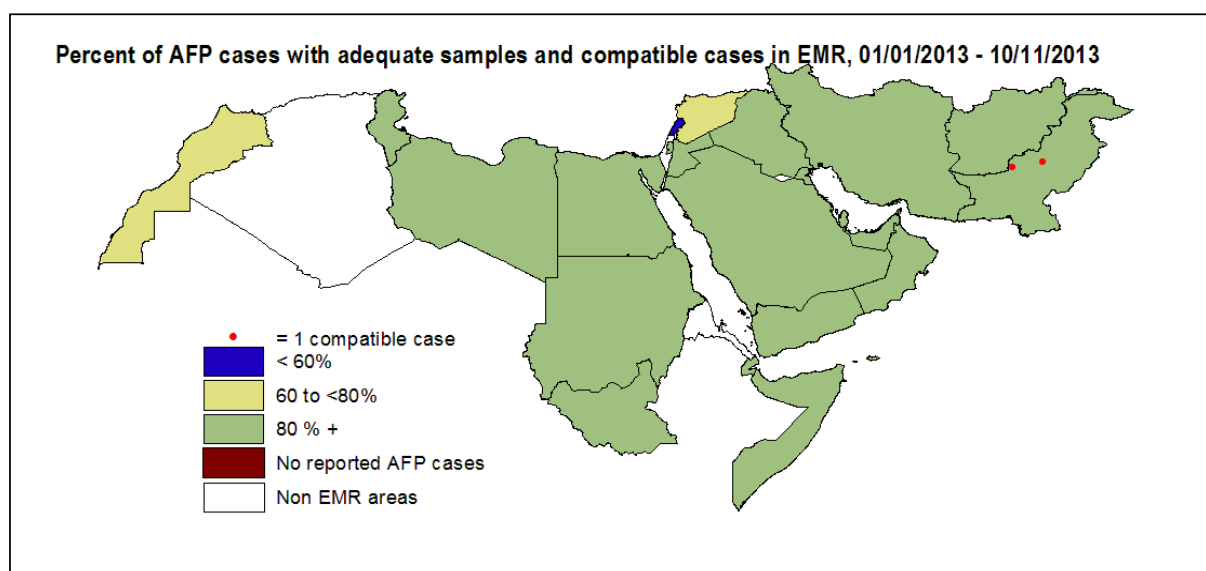 Percent of AFP cases with adequate samples and compatible cases in EMR, 01/01/2013 - 10/11/2013
= 1 compatible case
< 60%
60 to <80%
80 % +
No reported AFP cases
Non EMR areas